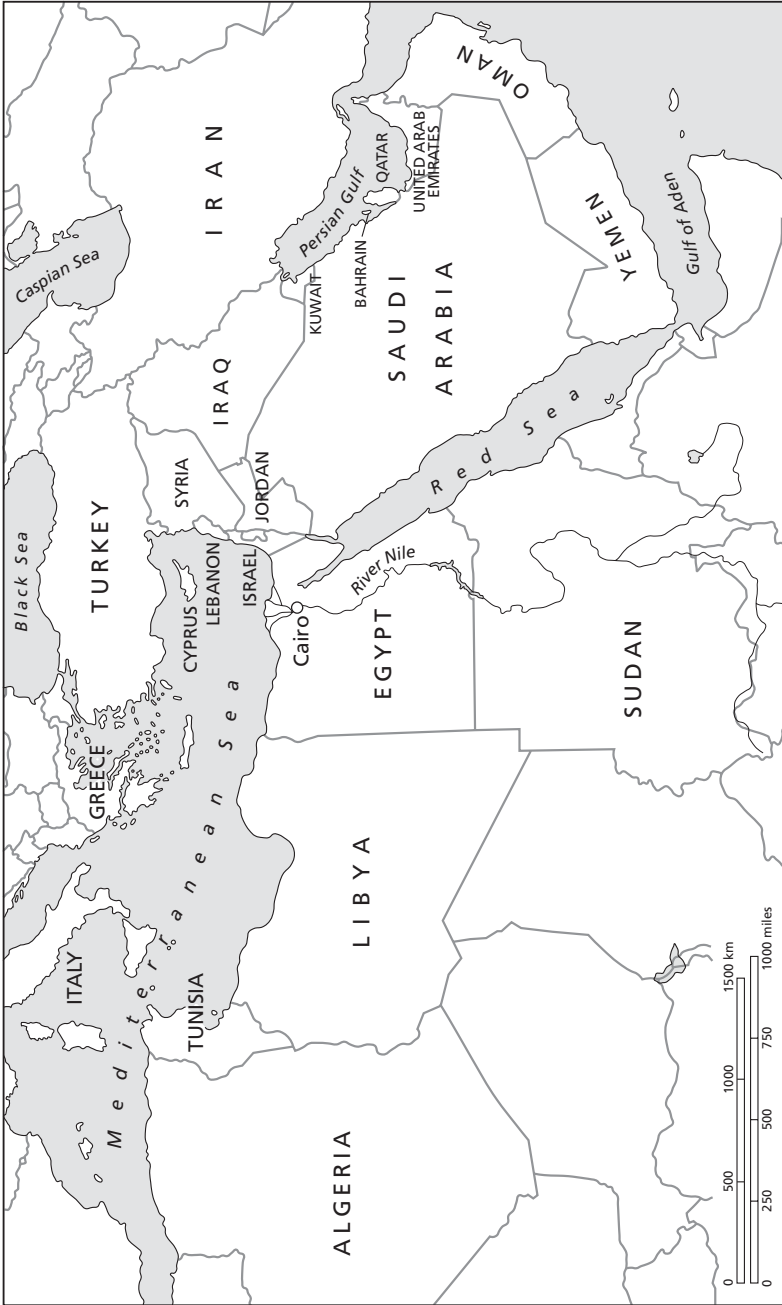 Black Sea
Caspian Sea
ITALY
GREECE
TURKEY
TUNISIA
Mediterranean Sea
CYPRUS
LEBANON
ISRAEL
SYRIA
JORDAN
IRAQ
IRAN
KUWAIT
Persian Gulf
BAHRAIN
QATAR
UNITED ARAB
EMIRATES
ALGERIA
LIBYA
Cairo
EGYPT
River Nile
SAUDI
ARABIA
OMAN
Red Sea
YEMEN
SUDAN
Gulf of Aden
0 500 1000 1500 km
0 250 500 750 1000 miles